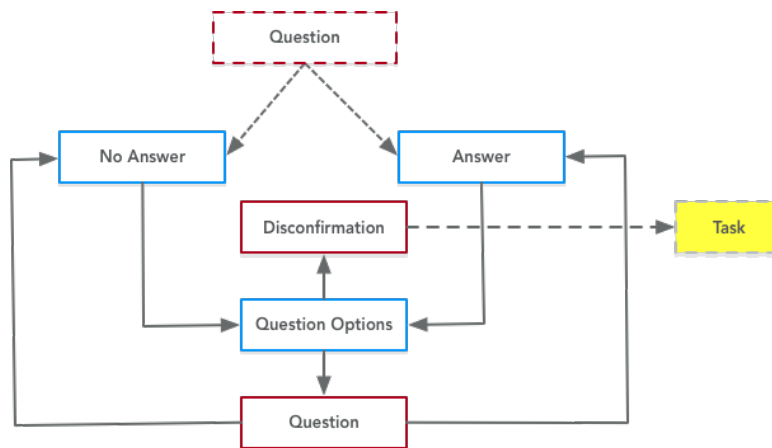 Question
No Answer
Answer
Disconfirmation
Task
Question Options
Question